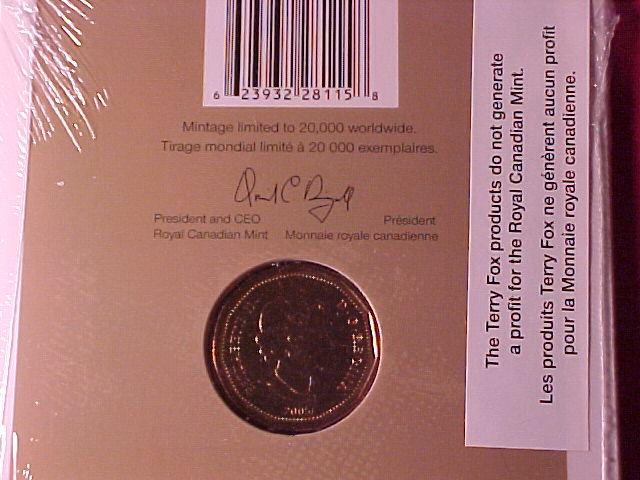 6 23932 28115 8
Mintage limited to 20,000 worldwide.
Tirage mondial limité à 20 000 exemplaires.
President and CEO Président
Royal Canadian Mint Monnaie royale canadienne
The Terry Fox products do not generate
a profit for the Royal Canadian Mint.
Les produits Terry Fox ne génèrent aucun profit
pour la Monnaie royale canadienne.